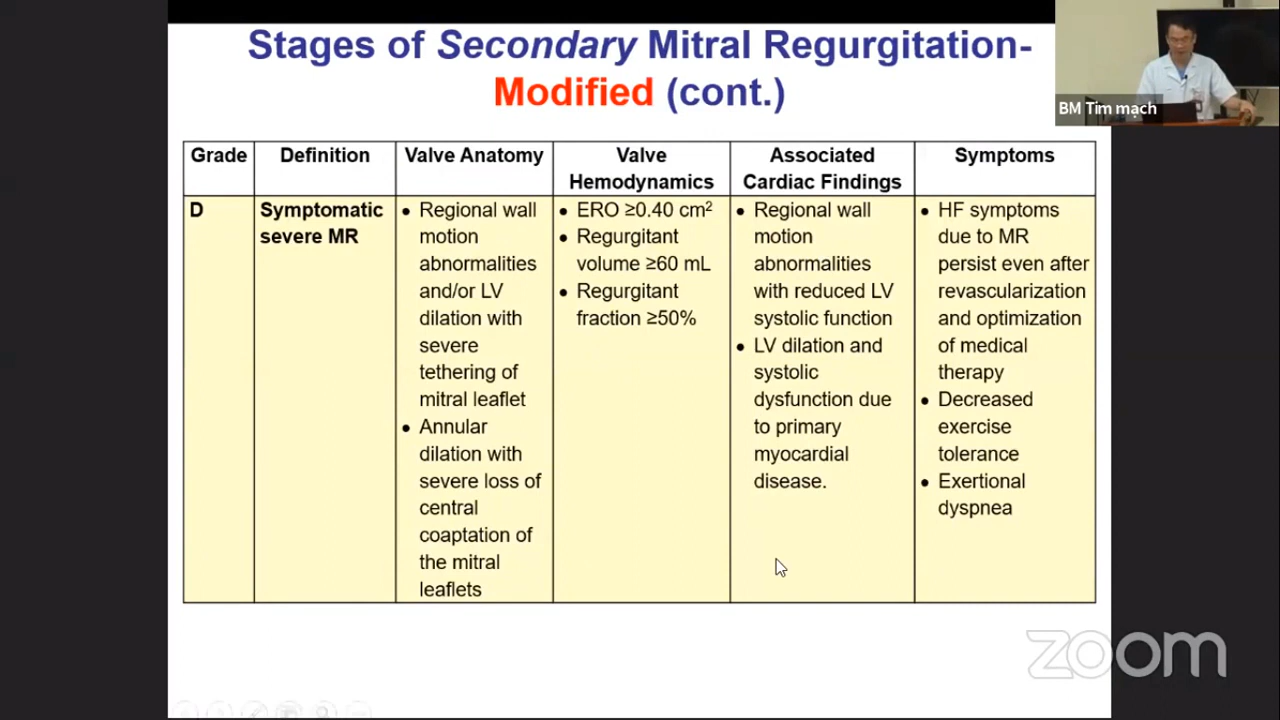 Stages of Secondary Mitral Regurgitation-
Modified (cont.)
BM Tim mạch
Grade
Definition
Valve Anatomy
Valve
Hemodynamics
Associated
Cardiac Findings
Symptoms
D
Symptomatic
severe MR
• Regional wall
motion
abnormalities
and/or LV
dilation with
severe
tethering of
mitral leaflet
• Annular
dilation with
severe loss of
central
coaptation of
the mitral
leaflets
• ERO ≥0.40 cm²
• Regurgitant
volume ≥60 mL
• Regurgitant
fraction ≥50%
• Regional wall
motion
abnormalities
with reduced LV
systolic function
• LV dilation and
systolic
dysfunction due
to primary
myocardial
disease.
• HF symptoms
due to MR
persist even after
revascularization
and optimization
of medical
therapy
• Decreased
exercise
tolerance
• Exertional
dyspnea
zoom